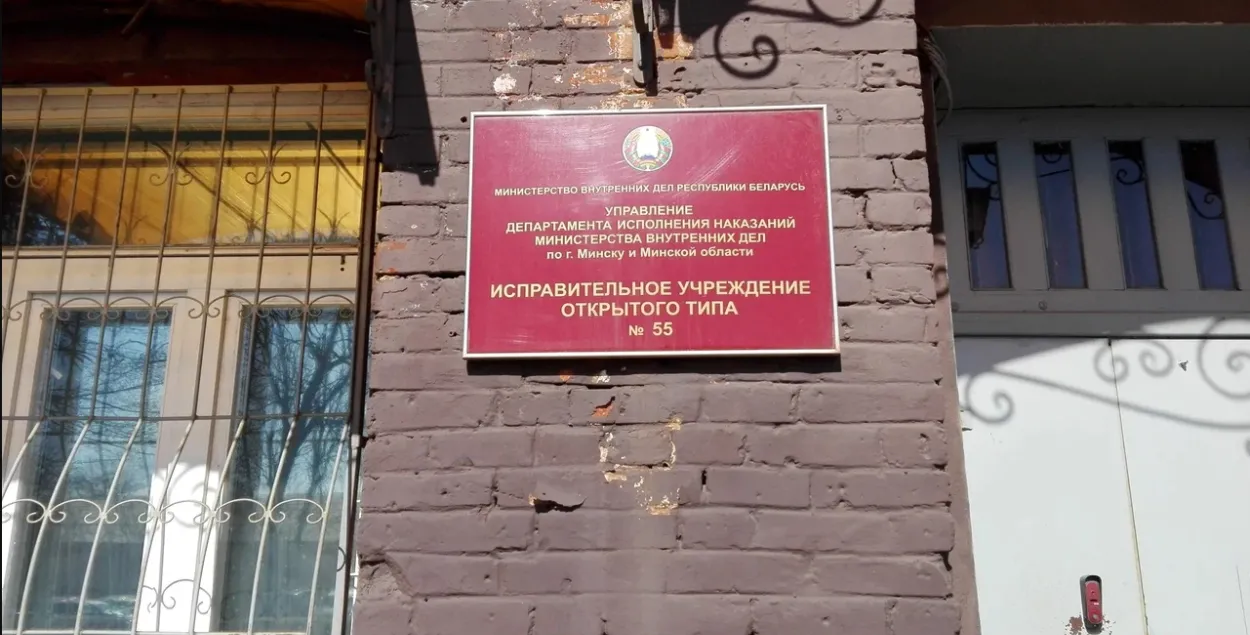 МИНИСТЕРСТВО ВНУТРЕННИХ ДЕЛ РЕСПУБЛИКИ БЕЛАРУСЬ
УПРАВЛЕНИЕ
ДЕПАРТАМЕНТА ИСПОЛНЕНИЯ НАКАЗАНИЙ
МИНИСТЕРСТВА ВНУТРЕННИХ ДЕЛ
по г. Минску и Минской области
ИСПРАВИТЕЛЬНОЕ УЧРЕЖДЕНИЕ
ОТКРЫТОГО ТИПА
№ 55